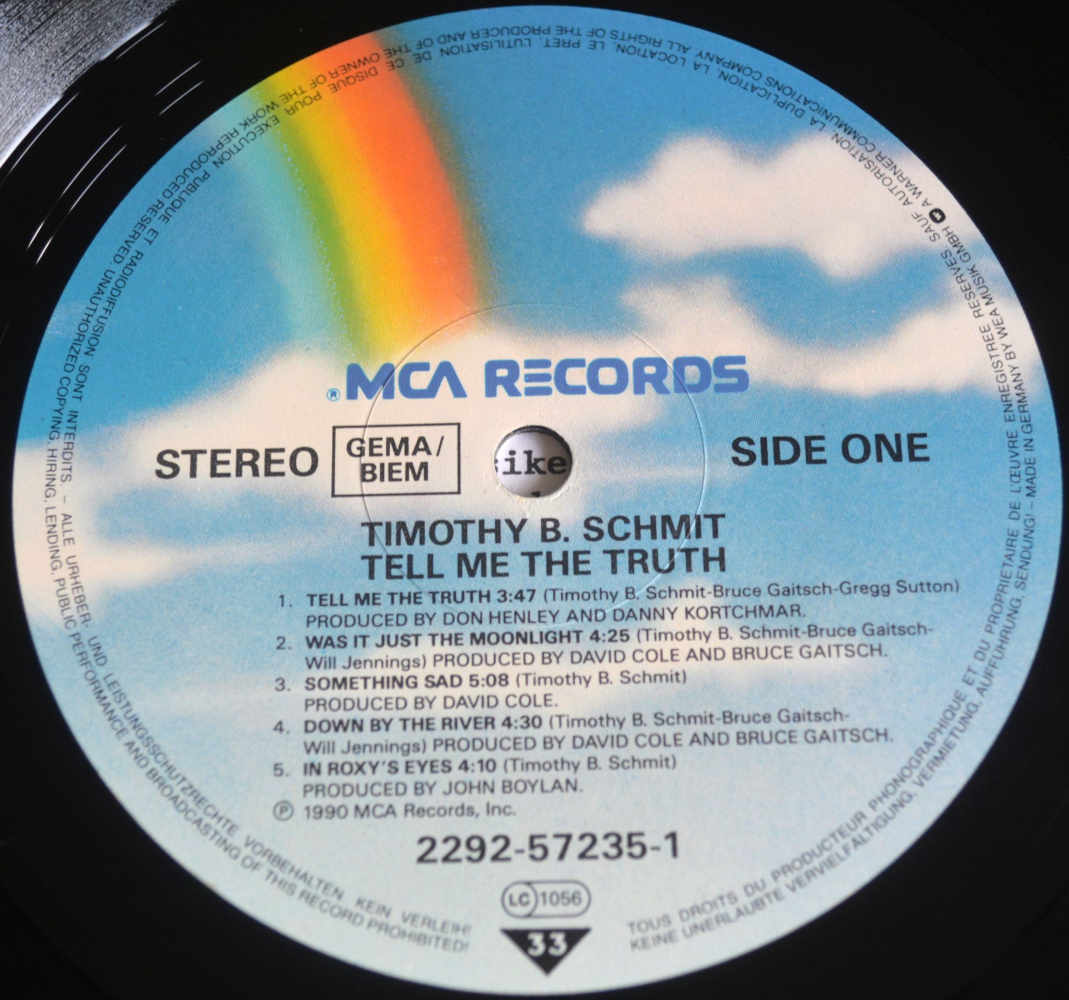 ® MCA RECORDS
STEREO
GEMA/
BIEM
ike
SIDE ONE
TIMOTHY B. SCHMIT
TELL ME THE TRUTH
1. TELL ME THE TRUTH 3:47 (Timothy B. Schmit-Bruce Gaitsch-Gregg Sutton)
PRODUCED BY DON HENLEY AND DANNY KORTCHMAR.
2. WAS IT JUST THE MOONLIGHT 4:25 (Timothy B. Schmit-Bruce Gaitsch-
Will Jennings) PRODUCED BY DAVID COLE AND BRUCE GAITSCH.
3. SOMETHING SAD 5:08 (Timothy B. Schmit)
PRODUCED BY DAVID COLE.
4. DOWN BY THE RIVER 4:30 (Timothy B. Schmit-Bruce Gaitsch-
Will Jennings) PRODUCED BY DAVID COLE AND BRUCE GAITSCH.
5. IN ROXY'S EYES 4:10 (Timothy B. Schmit)
PRODUCED BY JOHN BOYLAN.
℗ 1990 MCA Records, Inc.
2292-57235-1
LC 1056
33
TOUS DROITS DU PRODUCTEUR PHONOGRAPHIQUE ET DU PROPRIETAIRE DE L'ŒUVRE ENREGISTREE RESERVES. SAUF AUTORISATION, LA DUPLICATION, LA LOCATION, LE PRET, L'UTILISATION DE CE DISQUE POUR EXECUTION PUBLIQUE ET RADIODIFFUSION SONT INTERDITS. – ALLE URHEBER- UND LEISTUNGSSCHUTZRECHTE VORBEHALTEN. KEIN VERLEIH!
KEINE UNERLAUBTE VERVIELFÄLTIGUNG, VERMIETUNG, AUFFÜHRUNG, SENDUNG! – MADE IN GERMANY BY WEA MUSIK GMBH A WARNER COMMUNICATIONS COMPANY. ALL RIGHTS OF THE PRODUCER AND OF THE OWNER OF THE WORK REPRODUCED RESERVED. UNAUTHORIZED COPYING, HIRING, LENDING, PUBLIC PERFORMANCE AND BROADCASTING OF THIS RECORD PROHIBITED!